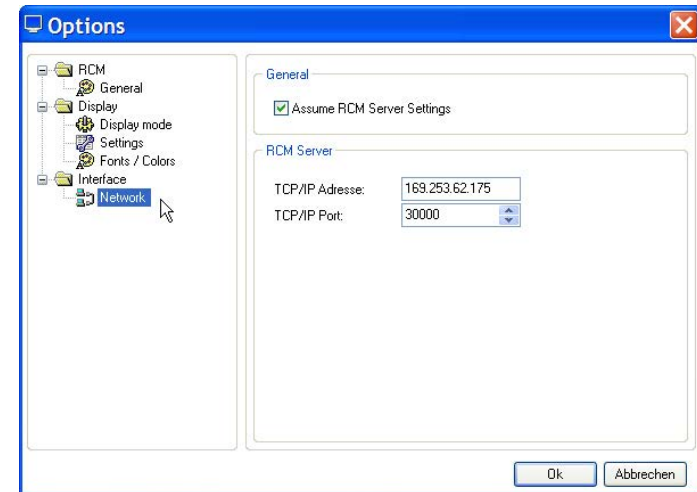 Options
RCM
General
Display
Display mode
Settings
Fonts / Colors
Interface
Network
General
Assume RCM Server Settings
RCM Server
TCP/IP Adresse: 169.253.62.175
TCP/IP Port: 30000
Ok Abbrechen